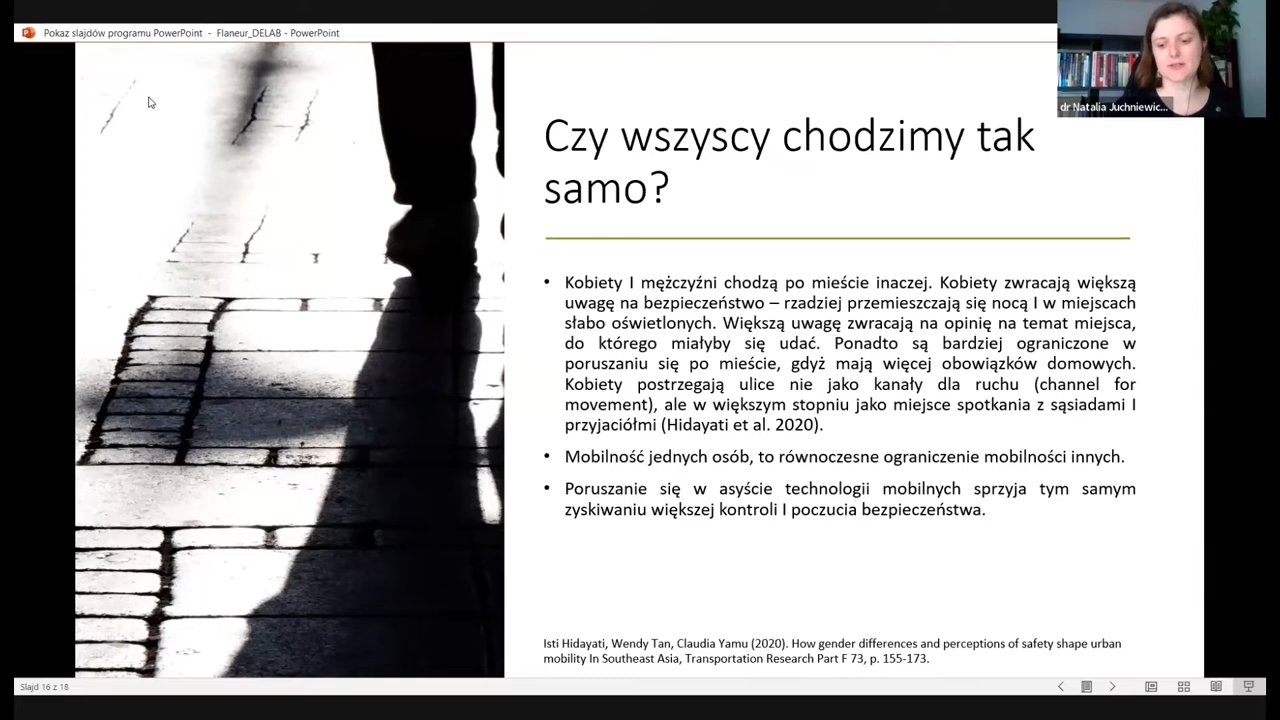 Pokaz slajdów programu PowerPoint - Flaneur_DELAB - PowerPoint
dr Natalia Juchniewic...
Czy wszyscy chodzimy tak
samo?
• Kobiety I mężczyźni chodzą po mieście inaczej. Kobiety zwracają większą
uwagę na bezpieczeństwo – rzadziej przemieszczają się nocą I w miejscach
słabo oświetlonych. Większą uwagę zwracają na opinię na temat miejsca,
do którego miałyby się udać. Ponadto są bardziej ograniczone w
poruszaniu się po mieście, gdyż mają więcej obowiązków domowych.
Kobiety postrzegają ulice nie jako kanały dla ruchu (channel for
movement), ale w większym stopniu jako miejsce spotkania z sąsiadami I
przyjaciółmi (Hidayati et al. 2020).
• Mobilność jednych osób, to równoczesne ograniczenie mobilności innych.
• Poruszanie się w asyście technologii mobilnych sprzyja tym samym
zyskiwaniu większej kontroli I poczucia bezpieczeństwa.
Isti Hidayati, Wendy Tan, Claudia Yamu (2020). How gender differences and perceptions of safety shape urban
mobility In Southeast Asia, Transportation Research Part F 73, p. 155-173.
Slajd 16 z 18